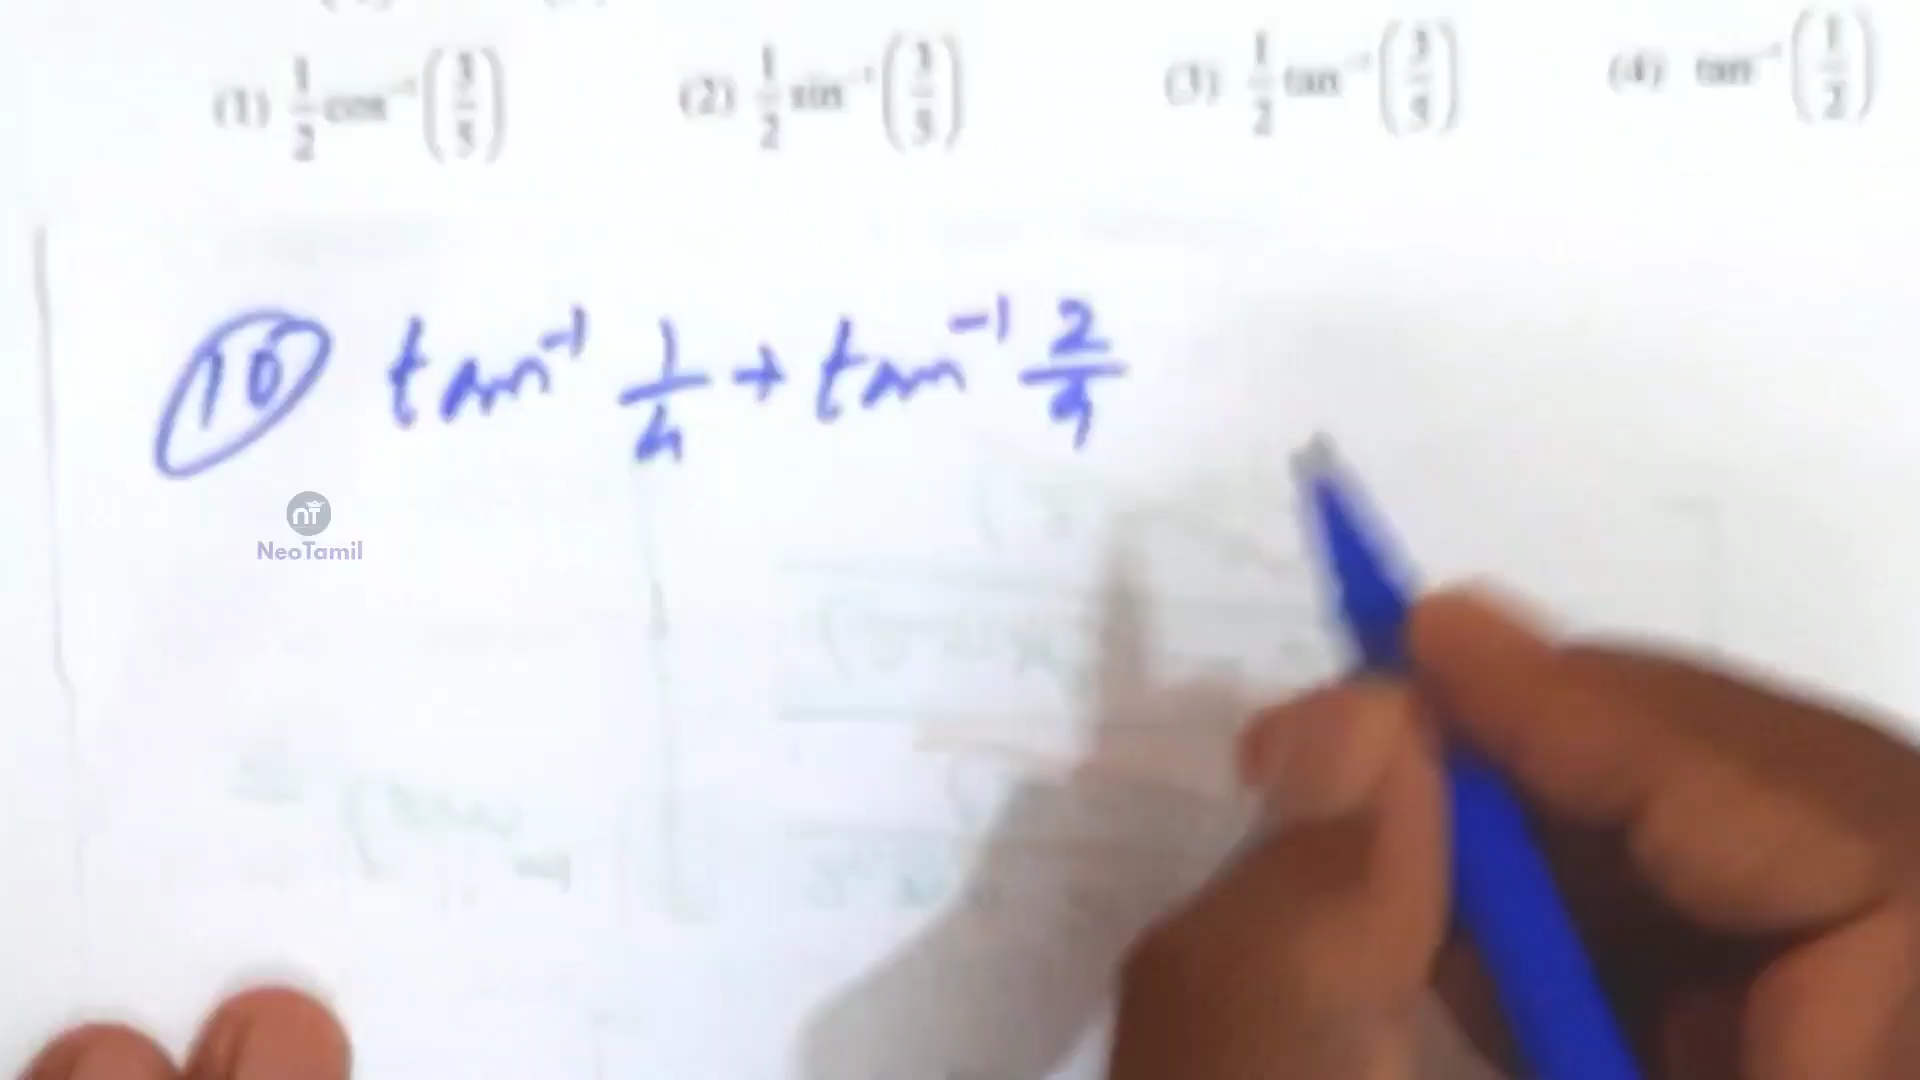 (1) 1/2 cos⁻¹(3/5) (2) 1/2 sin⁻¹(3/5) (3) 1/2 tan⁻¹(3/5) (4) tan⁻¹(1/2)
10 tan⁻¹ 1/4 + tan⁻¹ 2/9
nT
NeoTamil